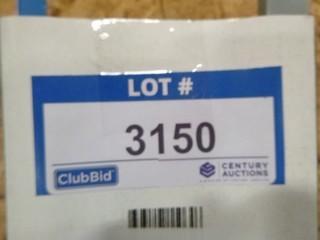 LOT #
3150
ClubBid
CENTURY
AUCTIONS